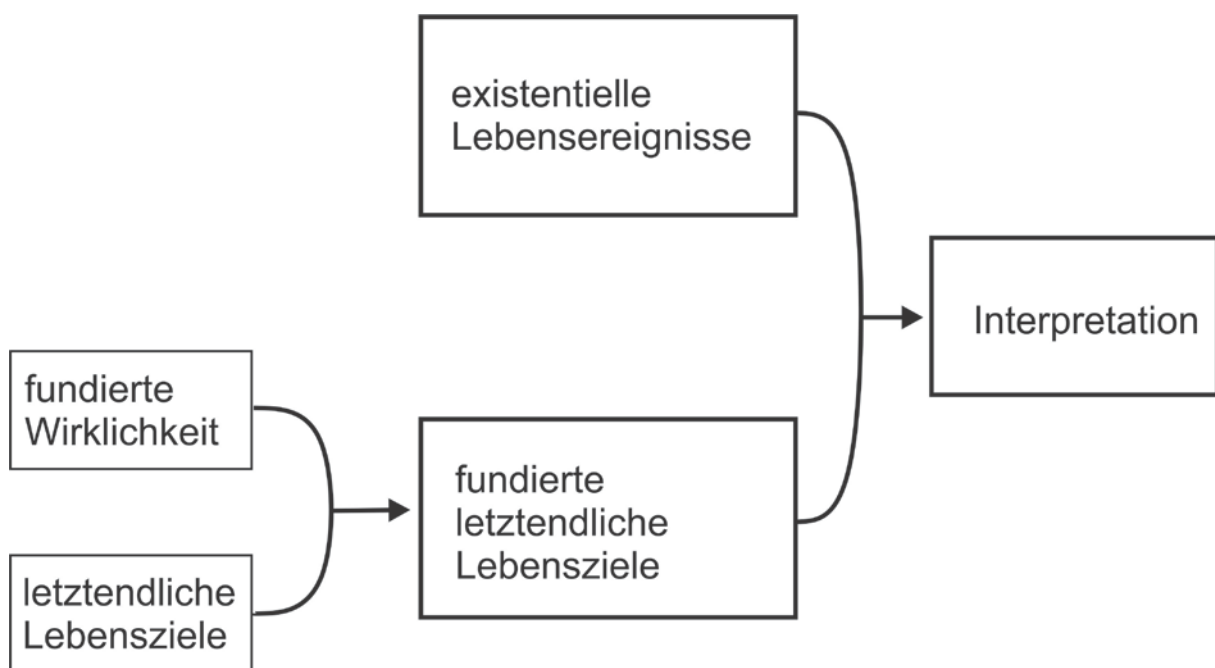 existentielle
Lebensereignisse
Interpretation
fundierte
Wirklichkeit
fundierte
letztendliche
Lebensziele
letztendliche
Lebensziele